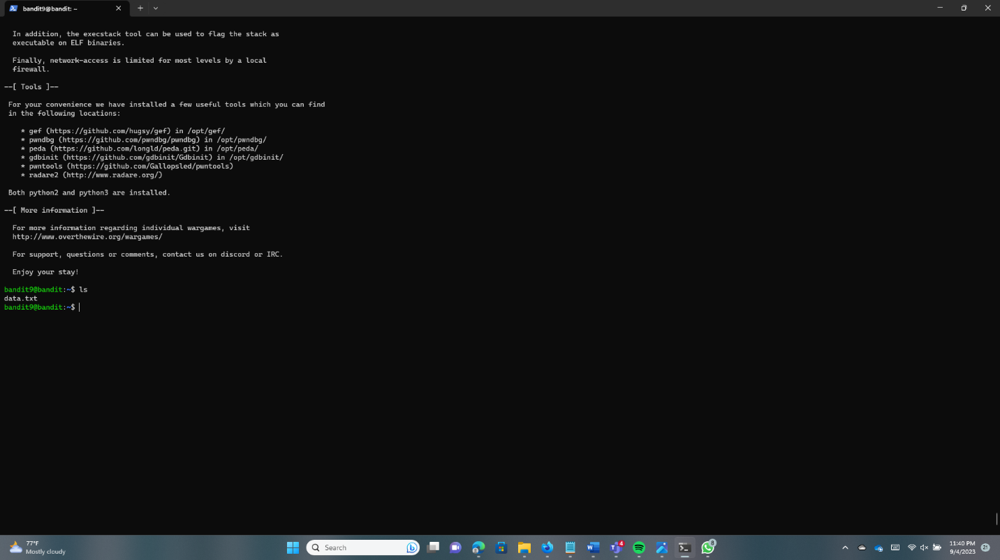 bandit9@bandit: ~
In addition, the execstack tool can be used to flag the stack as
executable on ELF binaries.
Finally, network-access is limited for most levels by a local
firewall.
--[ Tools ]--
For your convenience we have installed a few useful tools which you can find
in the following locations:
* gef (https://github.com/hugsy/gef) in /opt/gef/
* pwndbg (https://github.com/pwndbg/pwndbg) in /opt/pwndbg/
* peda (https://github.com/longld/peda.git) in /opt/peda/
* gdbinit (https://github.com/gdbinit/Gdbinit) in /opt/gdbinit/
* pwntools (https://github.com/Gallopsled/pwntools)
* radare2 (http://www.radare.org/)
Both python2 and python3 are installed.
--[ More information ]--
For more information regarding individual wargames, visit
http://www.overthewire.org/wargames/
For support, questions or comments, contact us on discord or IRC.
Enjoy your stay!
bandit9@bandit:~$ ls
data.txt
bandit9@bandit:~$
77°F
Mostly cloudy
Search
4
8
11:40 PM
9/4/2023